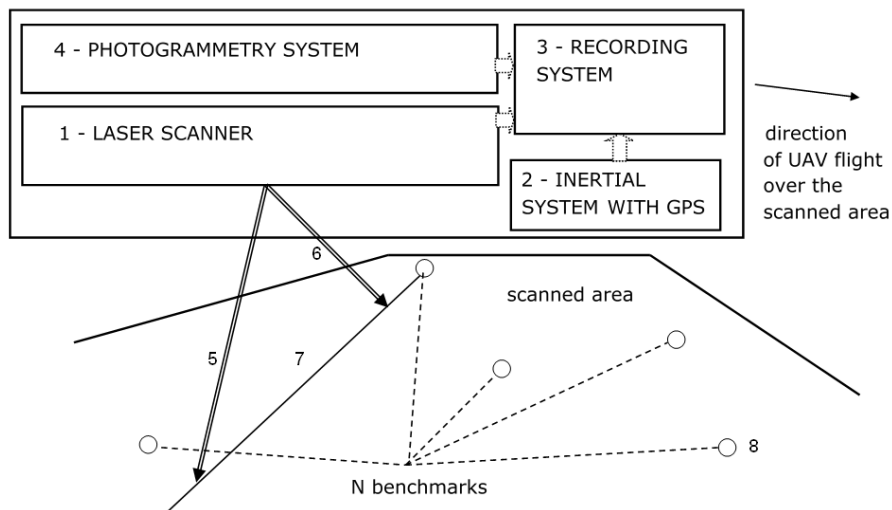 4 - PHOTOGRAMMETRY SYSTEM
3 - RECORDING
SYSTEM
1 - LASER SCANNER
2 - INERTIAL
SYSTEM WITH GPS
direction
of UAV flight
over the
scanned area
6
scanned area
5
7
8
N benchmarks